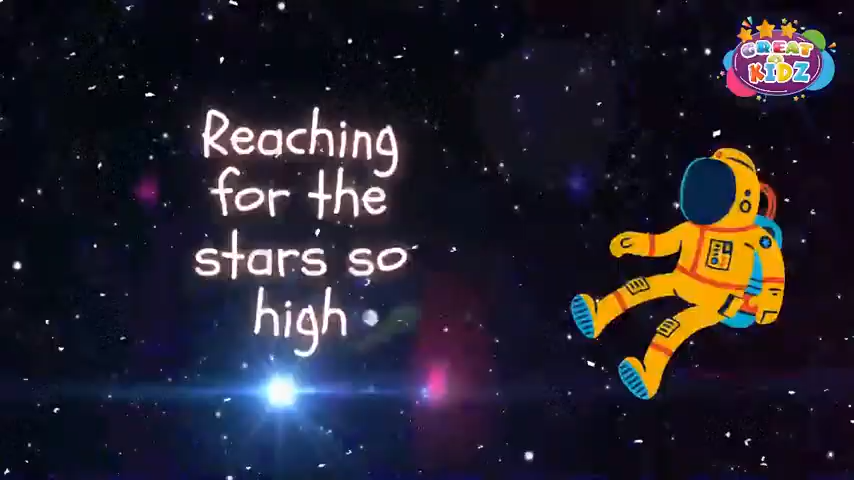 Reaching
for the
stars so
high
GREAT
KIDZ